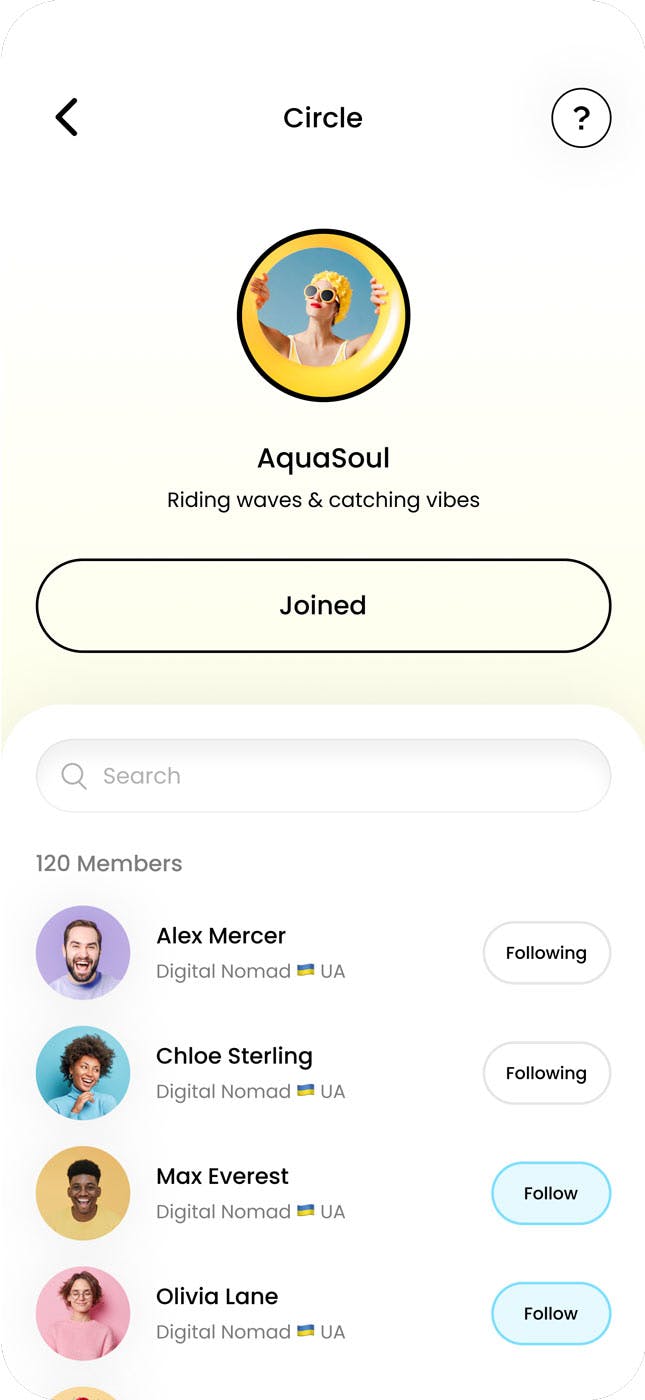 Circle
?
AquaSoul
Riding waves & catching vibes
Joined
Search
120 Members
Alex Mercer
Digital Nomad 🇺🇦 UA
Following
Chloe Sterling
Digital Nomad 🇺🇦 UA
Following
Max Everest
Digital Nomad 🇺🇦 UA
Follow
Olivia Lane
Digital Nomad 🇺🇦 UA
Follow